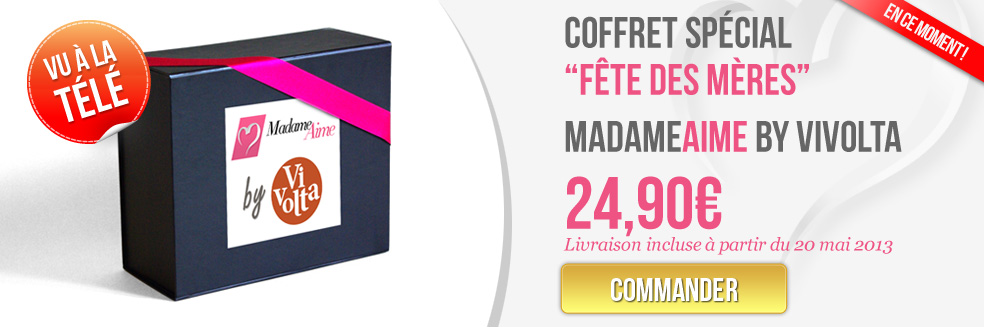 VU À LA
TÉLÉ
Madame
Aime
by
Vi
Volta
COFFRET SPÉCIAL
“FÊTE DES MÈRES”
MADAMEAIME BY VIVOLTA
24,90€
Livraison incluse à partir du 20 mai 2013
COMMANDER
EN CE MOMENT !